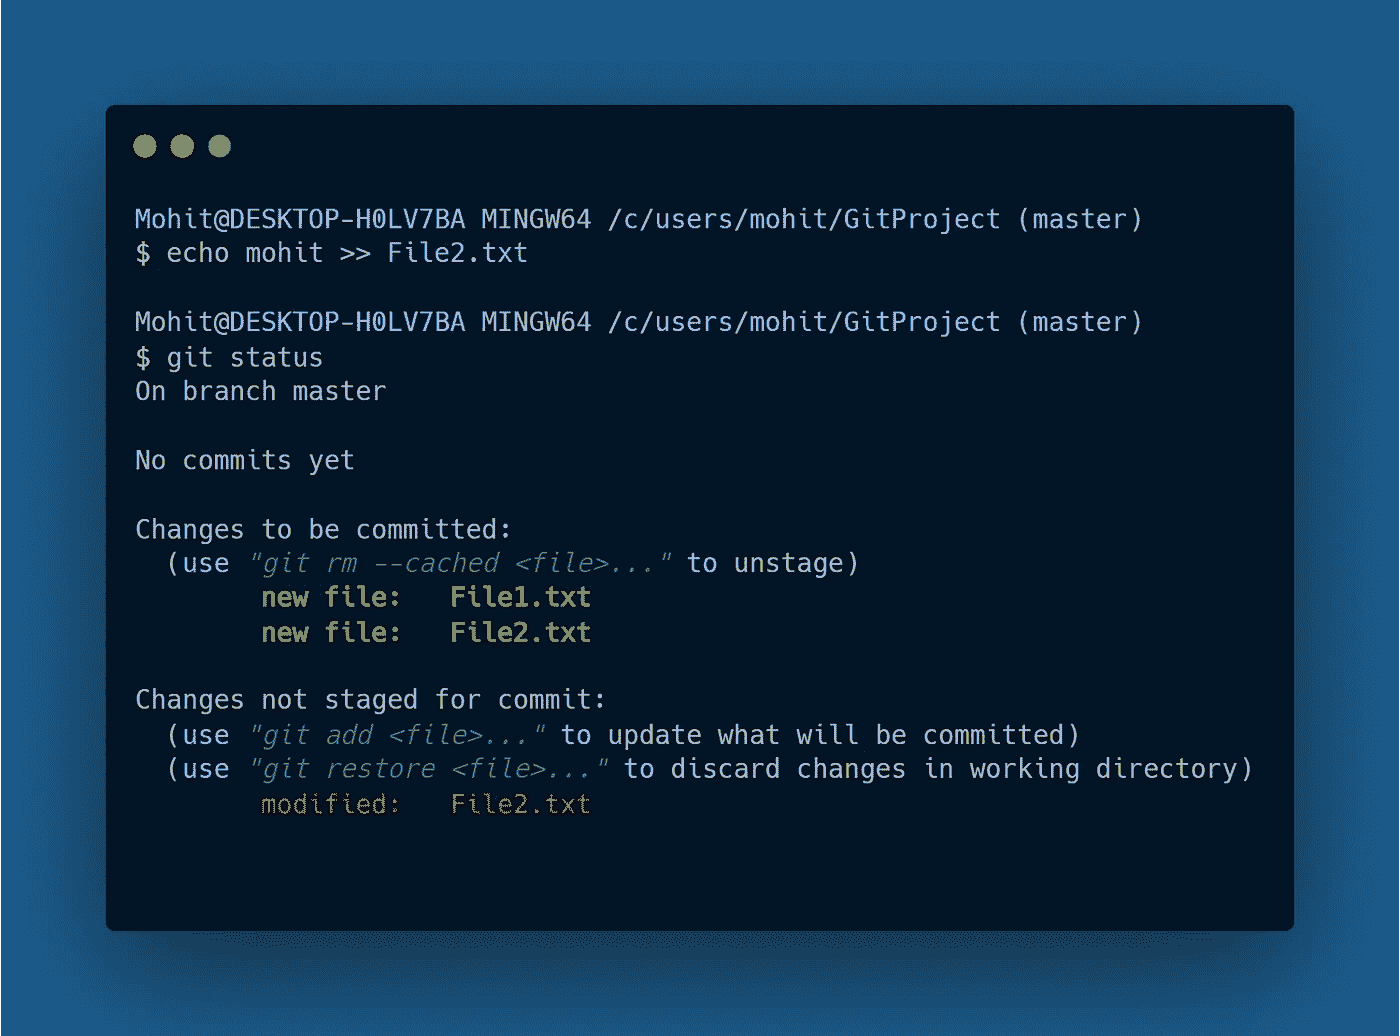 Mohit@DESKTOP-H0LV7BA MINGW64 /c/users/mohit/GitProject (master)
$ echo mohit >> File2.txt
Mohit@DESKTOP-H0LV7BA MINGW64 /c/users/mohit/GitProject (master)
$ git status
On branch master
No commits yet
Changes to be committed:
(use "git rm --cached <file>..." to unstage)
new file: File1.txt
new file: File2.txt
Changes not staged for commit:
(use "git add <file>..." to update what will be committed)
(use "git restore <file>..." to discard changes in working directory)
modified: File2.txt